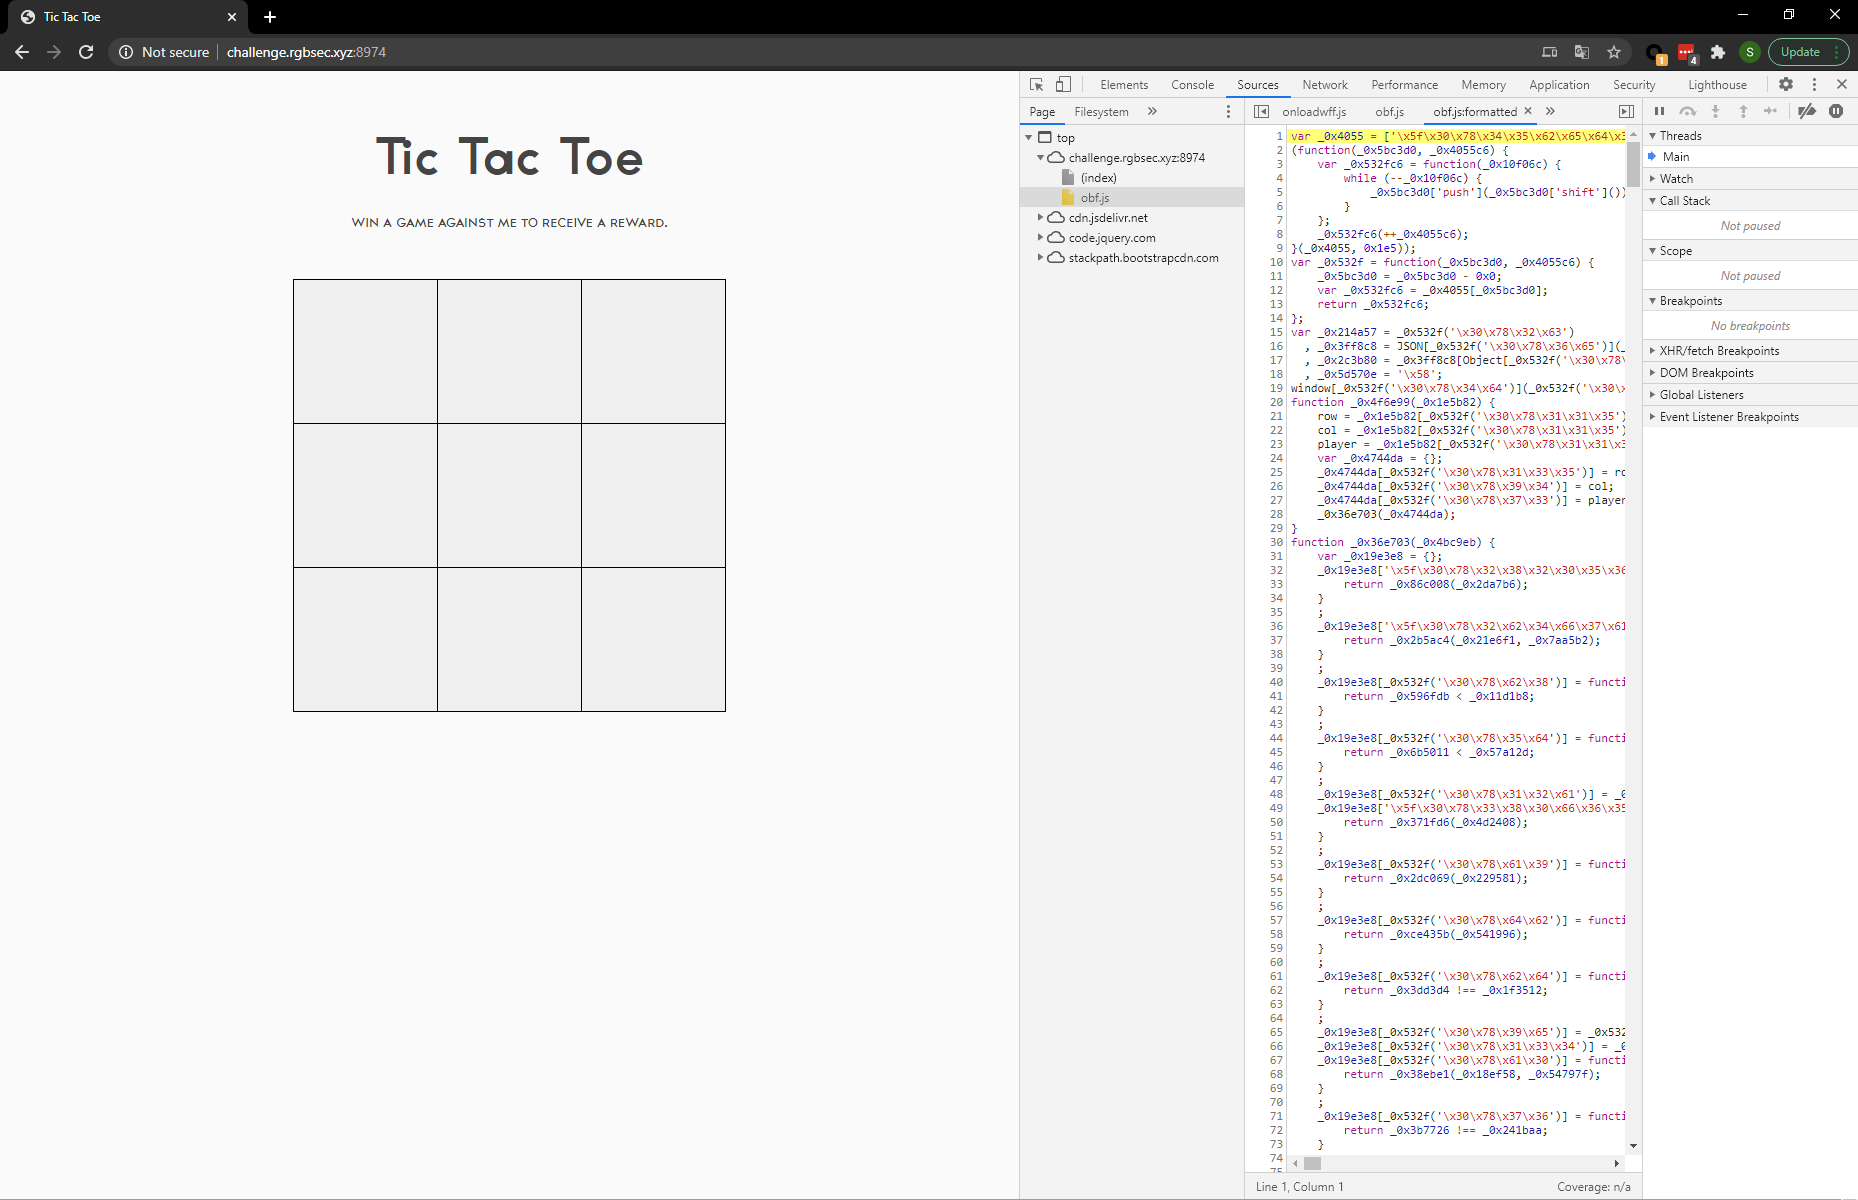 Tic Tac Toe
Not secure challenge.rgbsec.xyz:8974
1 4 S Update
Tic Tac Toe
WIN A GAME AGAINST ME TO RECEIVE A REWARD.
Elements Console Sources Network Performance Memory Application Security Lighthouse
Page Filesystem
top
challenge.rgbsec.xyz:8974
(index)
obf.js
cdn.jsdelivr.net
code.jquery.com
stackpath.bootstrapcdn.com
onloadwff.js obf.js obf.js:formatted
1 var _0x4055 = ['\x5f\x30\x78\x34\x35\x62\x65\x64\x3
2 (function(_0x5bc3d0, _0x4055c6) {
3 var _0x532fc6 = function(_0x10f06c) {
4 while (--_0x10f06c) {
5 _0x5bc3d0['push'](_0x5bc3d0['shift']())
6 }
7 };
8 _0x532fc6(++_0x4055c6);
9 }(_0x4055, 0x1e5));
10 var _0x532f = function(_0x5bc3d0, _0x4055c6) {
11 _0x5bc3d0 = _0x5bc3d0 - 0x0;
12 var _0x532fc6 = _0x4055[_0x5bc3d0];
13 return _0x532fc6;
14 };
15 var _0x214a57 = _0x532f('\x30\x78\x32\x63')
16 , _0x3ff8c8 = JSON[_0x532f('\x30\x78\x36\x65')](_
17 , _0x2c3b80 = _0x3ff8c8[Object[_0x532f('\x30\x78\
18 , _0x5d570e = '\x58';
19 window[_0x532f('\x30\x78\x34\x64')](_0x532f('\x30\x
20 function _0x4f6e99(_0x1e5b82) {
21 row = _0x1e5b82[_0x532f('\x30\x78\x31\x31\x35')
22 col = _0x1e5b82[_0x532f('\x30\x78\x31\x31\x35')
23 player = _0x1e5b82[_0x532f('\x30\x78\x31\x31\x3
24 var _0x4744da = {};
25 _0x4744da[_0x532f('\x30\x78\x31\x33\x35')] = ro
26 _0x4744da[_0x532f('\x30\x78\x39\x34')] = col;
27 _0x4744da[_0x532f('\x30\x78\x37\x33')] = player
28 _0x36e703(_0x4744da);
29 }
30 function _0x36e703(_0x4bc9eb) {
31 var _0x19e3e8 = {};
32 _0x19e3e8['\x5f\x30\x78\x32\x38\x32\x30\x35\x36
33 return _0x86c008(_0x2da7b6);
34 }
35 ;
36 _0x19e3e8['\x5f\x30\x78\x32\x62\x34\x66\x37\x61
37 return _0x2b5ac4(_0x21e6f1, _0x7aa5b2);
38 }
39 ;
40 _0x19e3e8[_0x532f('\x30\x78\x62\x38')] = functi
41 return _0x596fdb < _0x11d1b8;
42 }
43 ;
44 _0x19e3e8[_0x532f('\x30\x78\x35\x64')] = functi
45 return _0x6b5011 < _0x57a12d;
46 }
47 ;
48 _0x19e3e8[_0x532f('\x30\x78\x31\x32\x61')] = _0
49 _0x19e3e8['\x5f\x30\x78\x33\x38\x30\x66\x36\x35
50 return _0x371fd6(_0x4d2408);
51 }
52 ;
53 _0x19e3e8[_0x532f('\x30\x78\x61\x39')] = functi
54 return _0x2dc069(_0x229581);
55 }
56 ;
57 _0x19e3e8[_0x532f('\x30\x78\x64\x62')] = functi
58 return _0xce435b(_0x541996);
59 }
60 ;
61 _0x19e3e8[_0x532f('\x30\x78\x62\x64')] = functi
62 return _0x3dd3d4 !== _0x1f3512;
63 }
64 ;
65 _0x19e3e8[_0x532f('\x30\x78\x39\x65')] = _0x532
66 _0x19e3e8[_0x532f('\x30\x78\x31\x33\x34')] = _0
67 _0x19e3e8[_0x532f('\x30\x78\x61\x30')] = functi
68 return _0x38ebe1(_0x18ef58, _0x54797f);
69 }
70 ;
71 _0x19e3e8[_0x532f('\x30\x78\x37\x36')] = functi
72 return _0x3b7726 !== _0x241baa;
73 }
74
Line 1, Column 1 Coverage: n/a
Threads
Main
Watch
Call Stack
Not paused
Scope
Not paused
Breakpoints
No breakpoints
XHR/fetch Breakpoints
DOM Breakpoints
Global Listeners
Event Listener Breakpoints